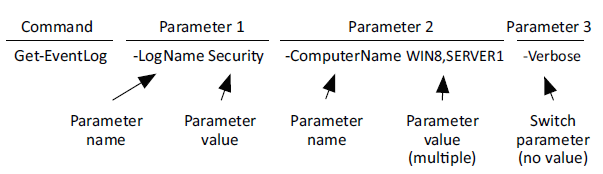 Command Parameter 1 Parameter 2 Parameter 3
Get-EventLog -LogName Security -ComputerName WIN8,SERVER1 -Verbose
Parameter name
Parameter value
Parameter name
Parameter value (multiple)
Switch parameter (no value)